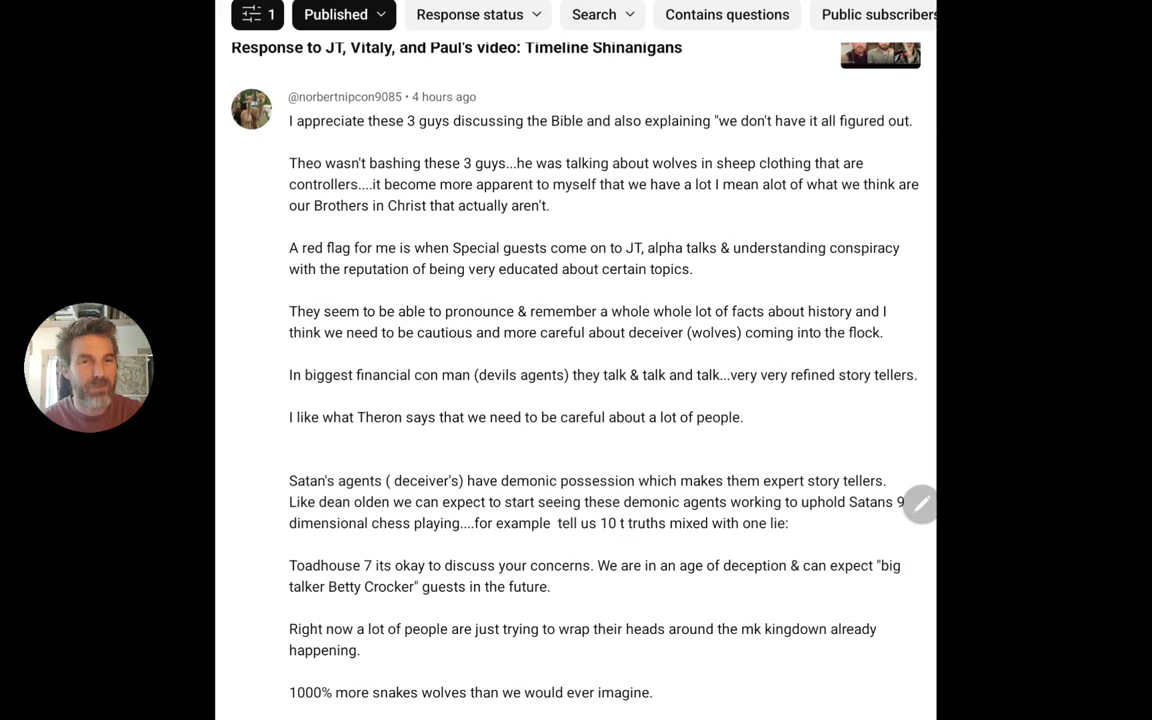 1
Published
Response status
Search
Contains questions
Public subscribers
Response to JT, Vitaly, and Paul's video: Timeline Shinanigans
@norbertnipcon9085 • 4 hours ago
I appreciate these 3 guys discussing the Bible and also explaining "we don't have it all figured out.
Theo wasn't bashing these 3 guys...he was talking about wolves in sheep clothing that are
controllers....it become more apparent to myself that we have a lot I mean alot of what we think are
our Brothers in Christ that actually aren't.
A red flag for me is when Special guests come on to JT, alpha talks & understanding conspiracy
with the reputation of being very educated about certain topics.
They seem to be able to pronounce & remember a whole whole lot of facts about history and I
think we need to be cautious and more careful about deceiver (wolves) coming into the flock.
In biggest financial con man (devils agents) they talk & talk and talk...very very refined story tellers.
I like what Theron says that we need to be careful about a lot of people.
Satan's agents ( deceiver's) have demonic possession which makes them expert story tellers.
Like dean olden we can expect to start seeing these demonic agents working to uphold Satans 9
dimensional chess playing....for example  tell us 10 t truths mixed with one lie:
Toadhouse 7 its okay to discuss your concerns. We are in an age of deception & can expect "big
talker Betty Crocker" guests in the future.
Right now a lot of people are just trying to wrap their heads around the mk kingdown already
happening.
1000% more snakes wolves than we would ever imagine.